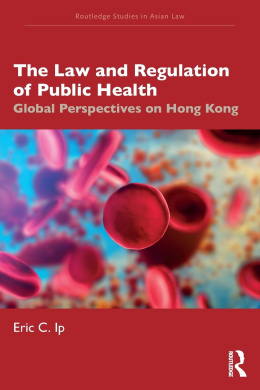 Routledge Studies in Asian Law
The Law and Regulation
of Public Health
Global Perspectives on Hong Kong
Eric C. Ip
ROUTLEDGE